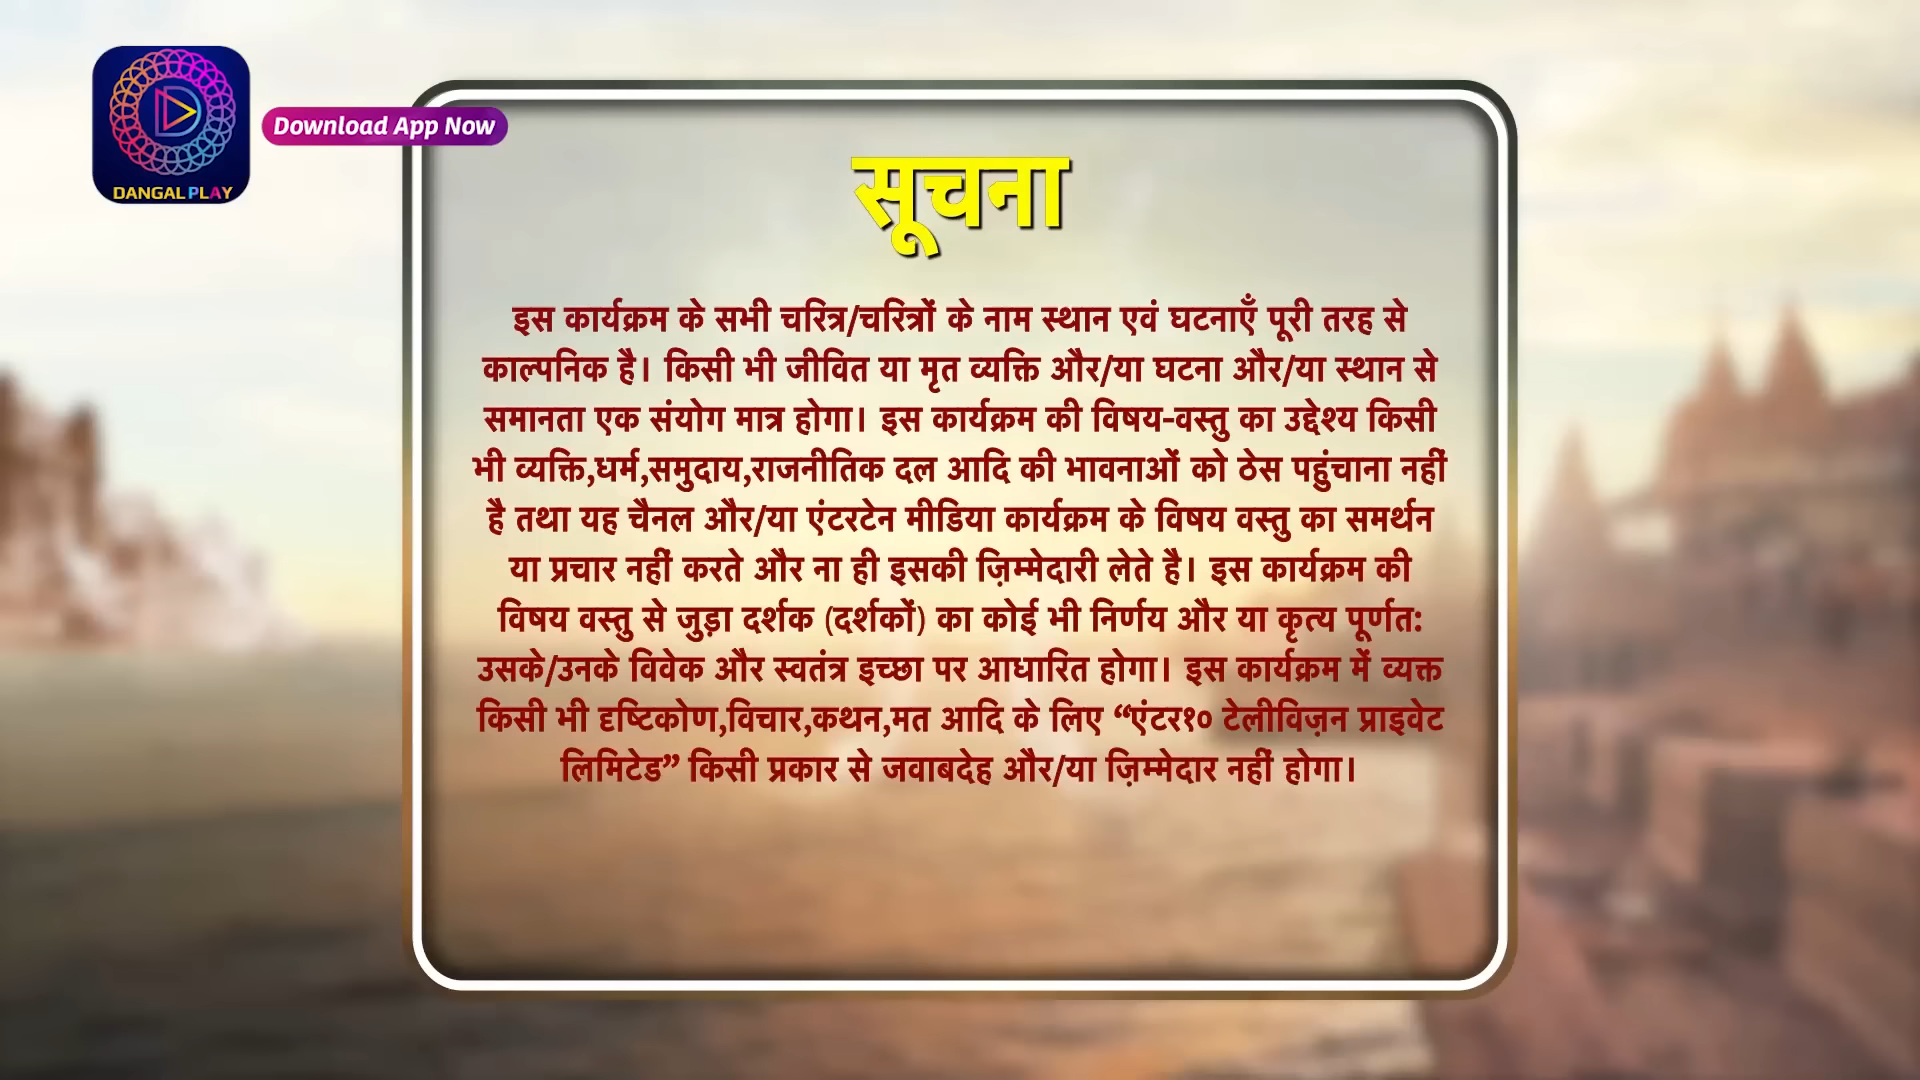 DANGAL PLAY
Download App Now
सूचना
इस कार्यक्रम के सभी चरित्र/चरित्रों के नाम स्थान एवं घटनाएँ पूरी तरह से
काल्पनिक है। किसी भी जीवित या मृत व्यक्ति और/या घटना और/या स्थान से
समानता एक संयोग मात्र होगा। इस कार्यक्रम की विषय-वस्तु का उद्देश्य किसी
भी व्यक्ति,धर्म,समुदाय,राजनीतिक दल आदि की भावनाओं को ठेस पहुंचाना नहीं
है तथा यह चैनल और/या एंटरटेन मीडिया कार्यक्रम के विषय वस्तु का समर्थन
या प्रचार नहीं करते और ना ही इसकी ज़िम्मेदारी लेते है। इस कार्यक्रम की
विषय वस्तु से जुड़ा दर्शक (दर्शकों) का कोई भी निर्णय और या कृत्य पूर्णत:
उसके/उनके विवेक और स्वतंत्र इच्छा पर आधारित होगा। इस कार्यक्रम में व्यक्त
किसी भी दृष्टिकोण,विचार,कथन,मत आदि के लिए “एंटर१० टेलीविज़न प्राइवेट
लिमिटेड” किसी प्रकार से जवाबदेह और/या ज़िम्मेदार नहीं होगा।